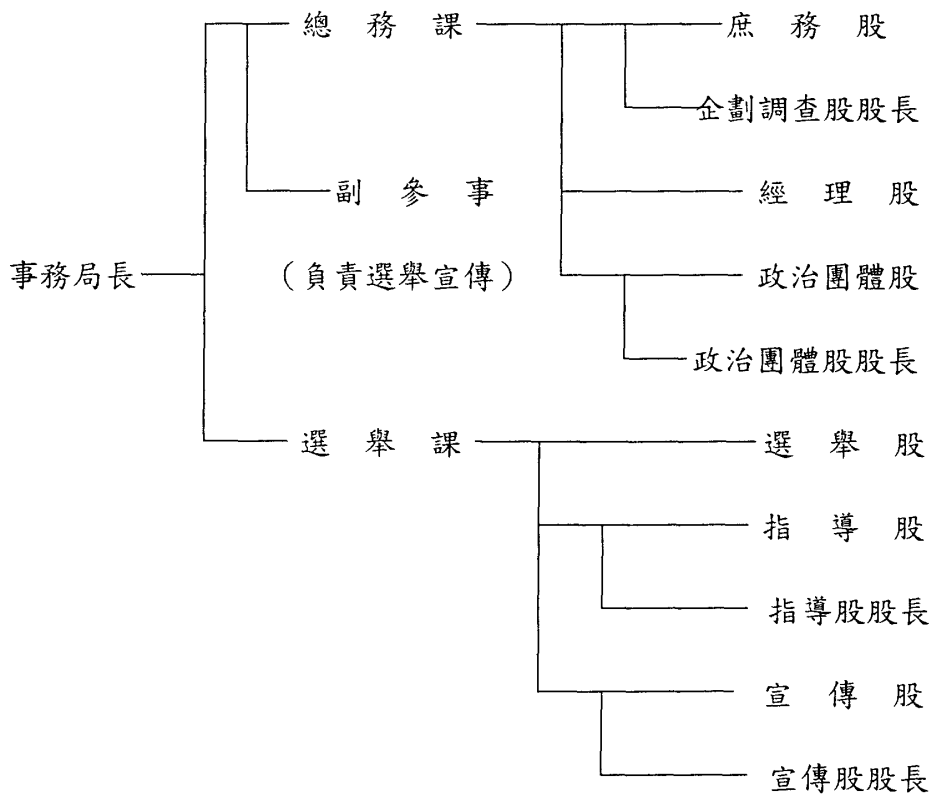 總務課
庶務股
企劃調查股股長
副參事
經理股
事務局長
（負責選舉宣傳）
政治團體股
政治團體股股長
選舉課
選舉股
指導股
指導股股長
宣傳股
宣傳股股長